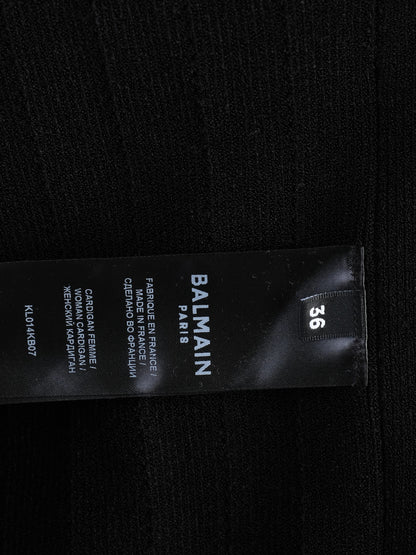 36
BALMAIN
PARIS
FABRIQUE EN FRANCE /
MADE IN FRANCE /
СДЕЛАНО ВО ФРАНЦИИ
CARDIGAN FEMME /
WOMAN CARDIGAN /
ЖЕНСКИЙ КАРДИГАН
KL014KB07